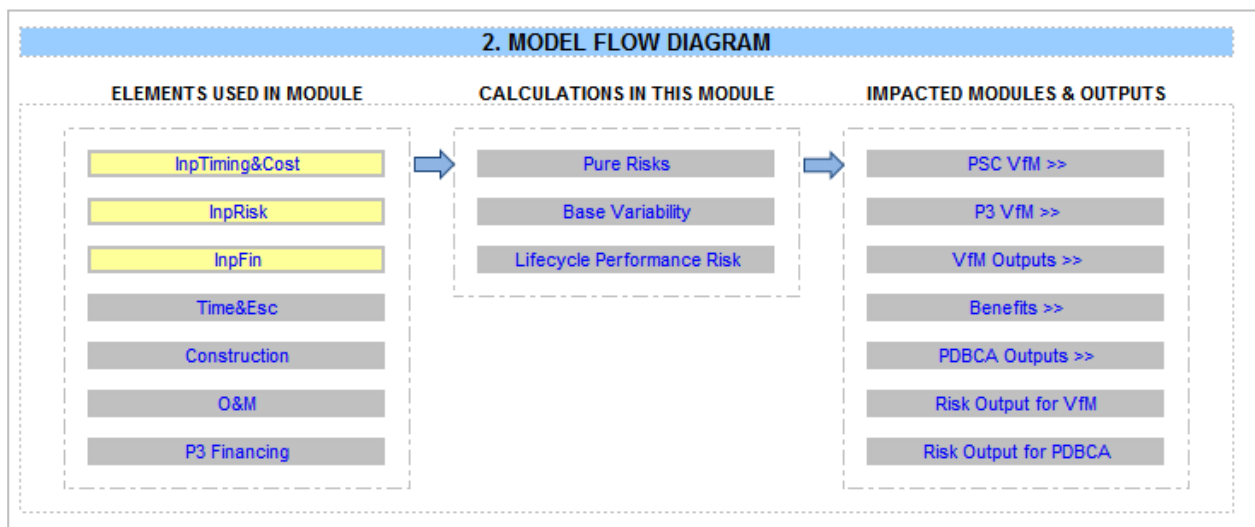 2. MODEL FLOW DIAGRAM
ELEMENTS USED IN MODULE
InpTiming&Cost
InpRisk
InpFin
Time&Esc
Construction
O&M
P3 Financing
CALCULATIONS IN THIS MODULE
Pure Risks
Base Variability
Lifecycle Performance Risk
IMPACTED MODULES & OUTPUTS
PSC VfM >>
P3 VfM >>
VfM Outputs >>
Benefits >>
PDBCA Outputs >>
Risk Output for VfM
Risk Output for PDBCA